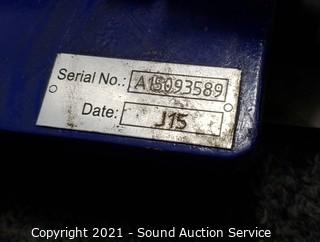 Serial No.: A15093589
Date: J15
Copyright 2021 - Sound Auction Service